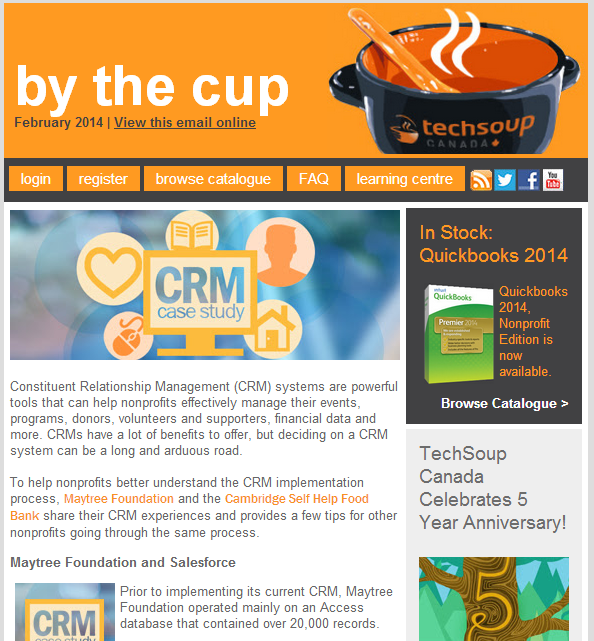 by the cup
February 2014 | View this email online
techsoup
CANADA
login
register
browse catalogue
FAQ
learning centre
You
Tube
CRM
case study
Constituent Relationship Management (CRM) systems are powerful
tools that can help nonprofits effectively manage their events,
programs, donors, volunteers and supporters, financial data and
more. CRMs have a lot of benefits to offer, but deciding on a CRM
system can be a long and arduous road.
To help nonprofits better understand the CRM implementation
process, Maytree Foundation and the Cambridge Self Help Food
Bank share their CRM experiences and provides a few tips for other
nonprofits going through the same process.
Maytree Foundation and Salesforce
CRM
case study
Prior to implementing its current CRM, Maytree
Foundation operated mainly on an Access
database that contained over 20,000 records.
In Stock:
Quickbooks 2014
QuickBooks
Premier 2014
Quickbooks
2014,
Nonprofit
Edition is
now
available.
Browse Catalogue >
TechSoup
Canada
Celebrates 5
Year Anniversary!
5